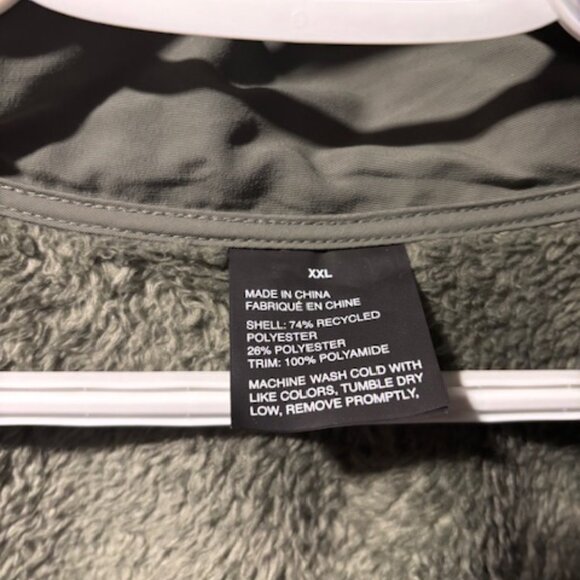 XXL
MADE IN CHINA
FABRIQUÉ EN CHINE
SHELL: 74% RECYCLED
POLYESTER
26% POLYESTER
TRIM: 100% POLYAMIDE
MACHINE WASH COLD WITH
LIKE COLORS, TUMBLE DRY
LOW, REMOVE PROMPTLY,